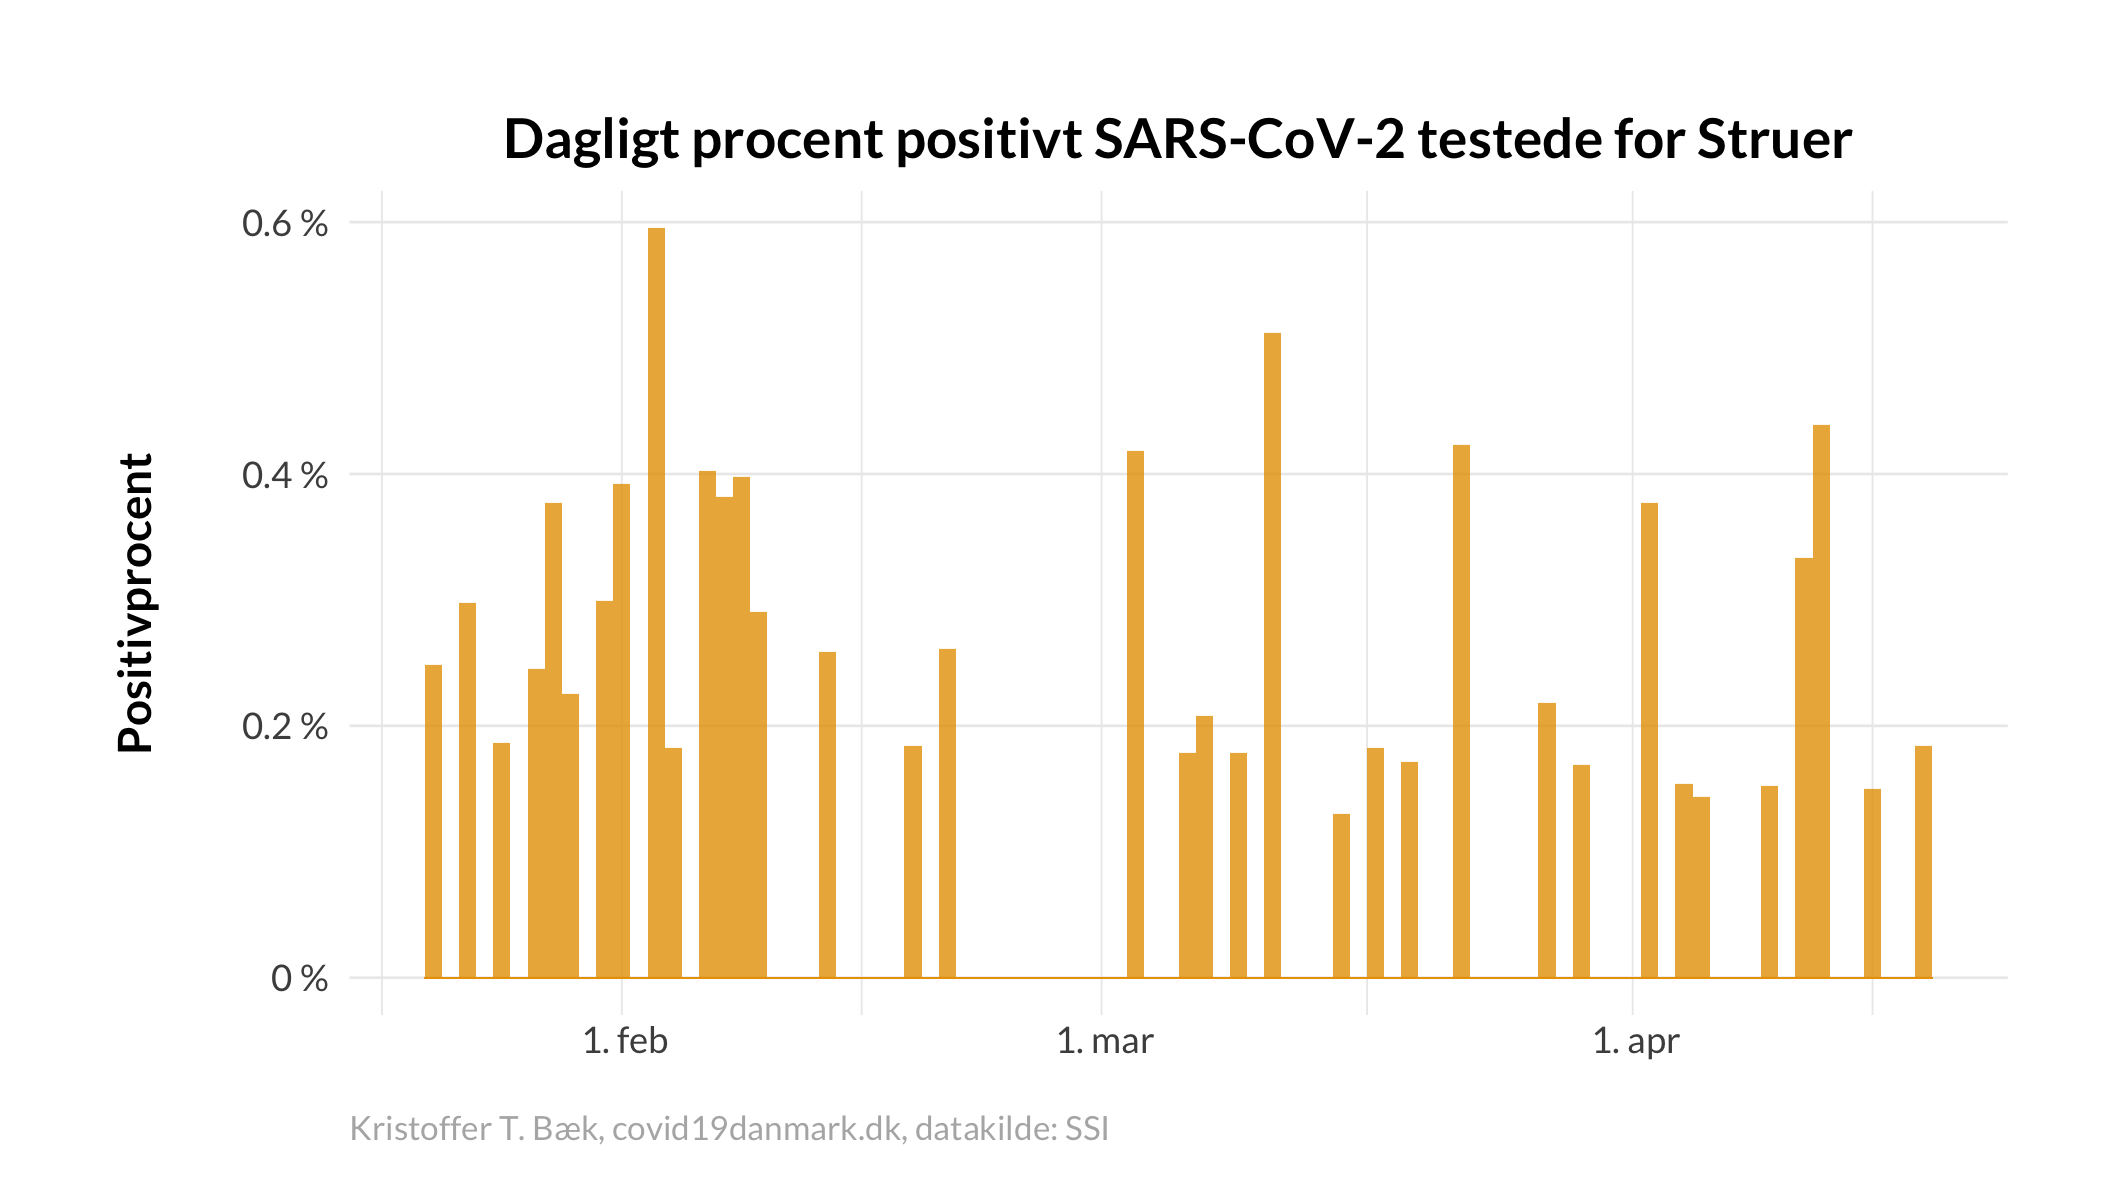 Dagligt procent positivt SARS-CoV-2 testede for Struer
Positivprocent
0.6 %
0.4 %
0.2 %
0 %
1. feb
1. mar
1. apr
Kristoffer T. Bæk, covid19danmark.dk, datakilde: SSI